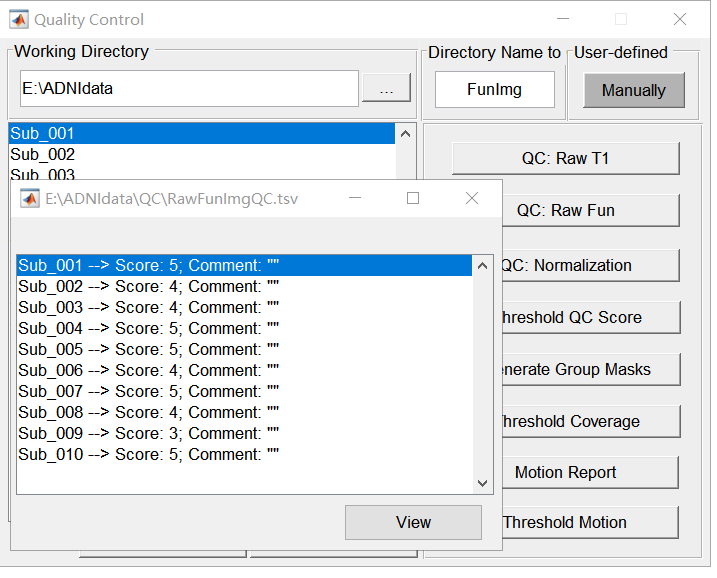 Quality Control
Working Directory
Directory Name to
User-defined
E:\ADNIdata
...
FunImg
Manually
Sub_001
Sub_002
Sub_003
QC: Raw T1
QC: Raw Fun
QC: Normalization
hreshold QC Score
nerate Group Masks
hreshold Coverage
Motion Report
Threshold Motion
E:\ADNIdata\QC\RawFunImgQC.tsv
Sub_001 --> Score: 5; Comment: ""
Sub_002 --> Score: 4; Comment: ""
Sub_003 --> Score: 4; Comment: ""
Sub_004 --> Score: 5; Comment: ""
Sub_005 --> Score: 5; Comment: ""
Sub_006 --> Score: 4; Comment: ""
Sub_007 --> Score: 5; Comment: ""
Sub_008 --> Score: 4; Comment: ""
Sub_009 --> Score: 3; Comment: ""
Sub_010 --> Score: 5; Comment: ""
View